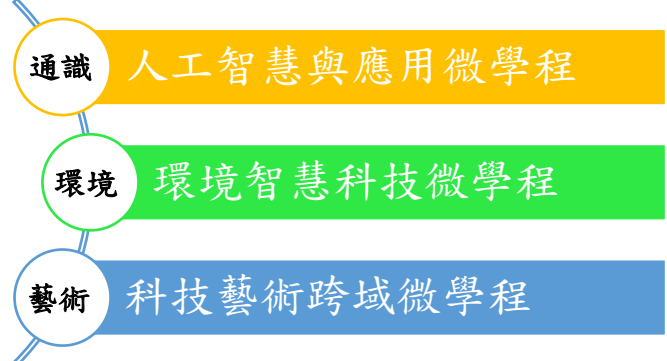 通識
人工智慧與應用微學程
環境
環境智慧科技微學程
藝術
科技藝術跨域微學程